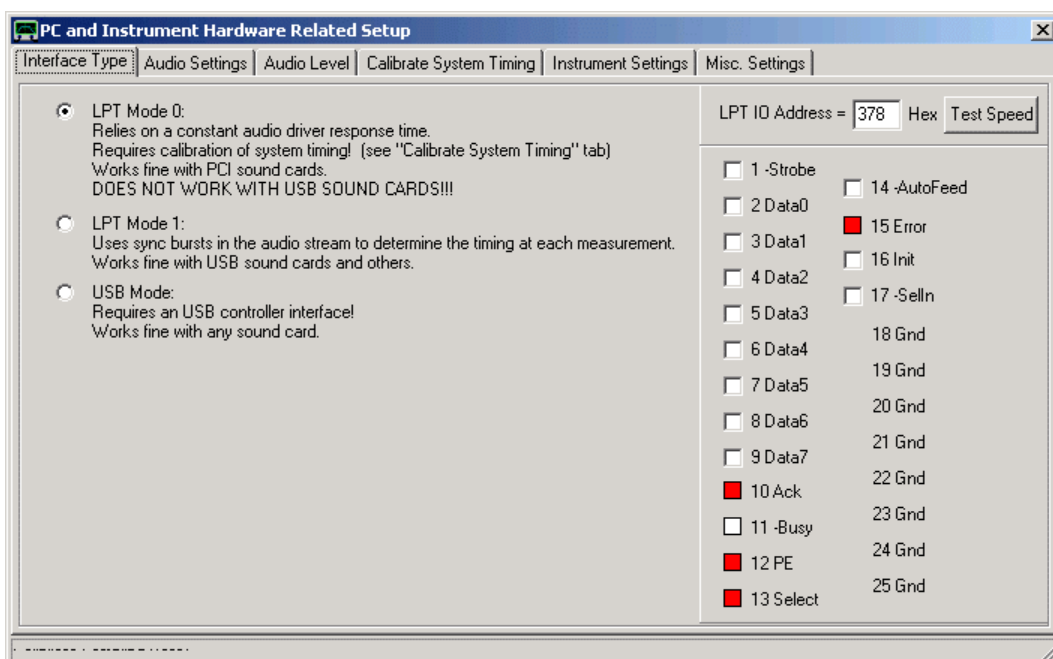 PC and Instrument Hardware Related Setup
Interface Type Audio Settings Audio Level Calibrate System Timing Instrument Settings Misc. Settings
LPT Mode 0:
Relies on a constant audio driver response time.
Requires calibration of system timing! (see "Calibrate System Timing" tab)
Works fine with PCI sound cards.
DOES NOT WORK WITH USB SOUND CARDS!!!
LPT Mode 1:
Uses sync bursts in the audio stream to determine the timing at each measurement.
Works fine with USB sound cards and others.
USB Mode:
Requires an USB controller interface!
Works fine with any sound card.
LPT IO Address = 378 Hex Test Speed
1 -Strobe
2 Data0
3 Data1
4 Data2
5 Data3
6 Data4
7 Data5
8 Data6
9 Data7
10 Ack
11 -Busy
12 PE
13 Select
14 -AutoFeed
15 Error
16 Init
17 -SelIn
18 Gnd
19 Gnd
20 Gnd
21 Gnd
22 Gnd
23 Gnd
24 Gnd
25 Gnd